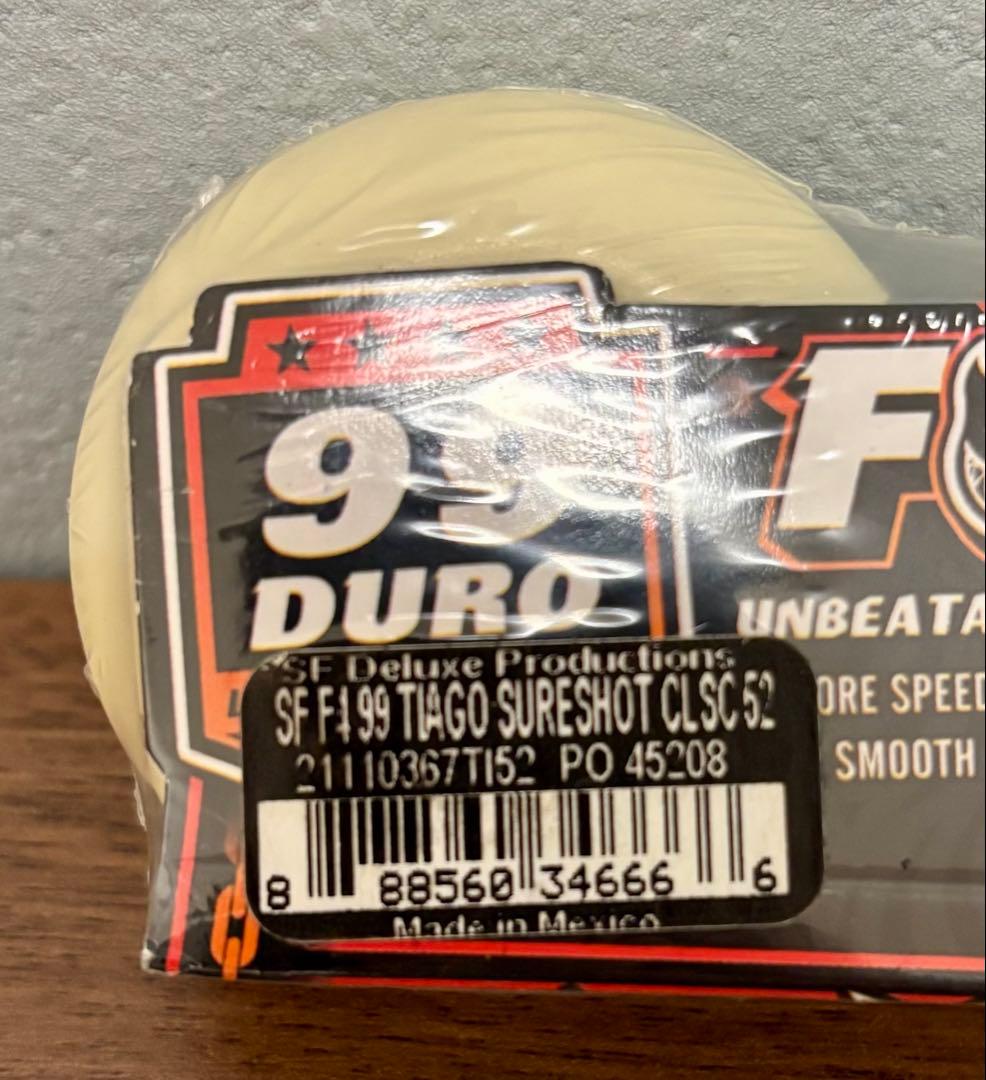 99
DURO
F
UNBEATA
ORE SPEED
SMOOTH
SF Deluxe Productions
SF F4 99 TIAGO SURESHOT CLSC 52
21110367TI52 PO 45208
8 88560 34666 6
Made in Mexico